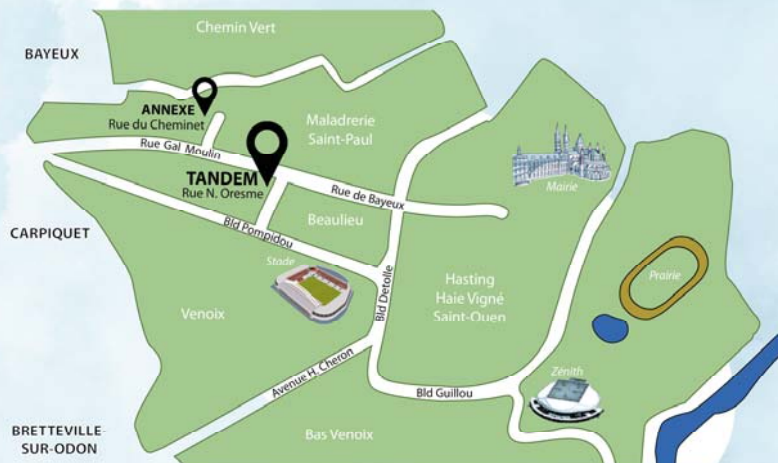 Chemin Vert
BAYEUX
ANNEXE
Rue du Cheminet
Maladrerie
Saint-Paul
Rue Gal Moulin
TANDEM
Rue N. Oresme
Rue de Bayeux
Mairie
Beaulieu
CARPIQUET
Bld Pompidou
Stade
Prairie
Venoix
Bld Detolle
Hasting
Haie Vigné
Saint-Ouen
Avenue H. Cheron
Zénith
Bld Guillou
BRETTEVILLE-
SUR-ODON
Bas Venoix